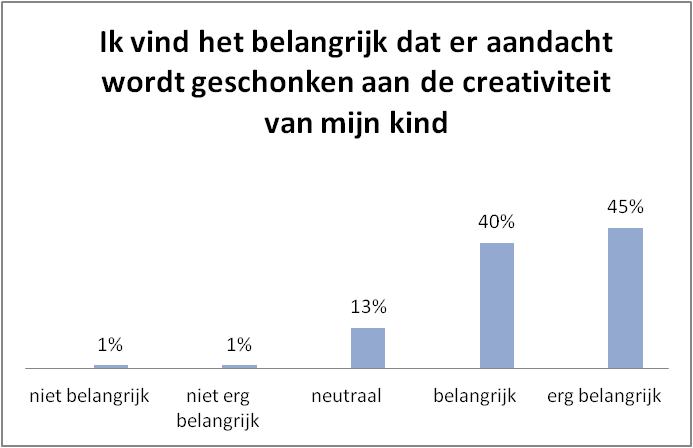 Ik vind het belangrijk dat er aandacht
wordt geschonken aan de creativiteit
van mijn kind
1%
1%
13%
40%
45%
niet belangrijk
niet erg
belangrijk
neutraal
belangrijk
erg belangrijk